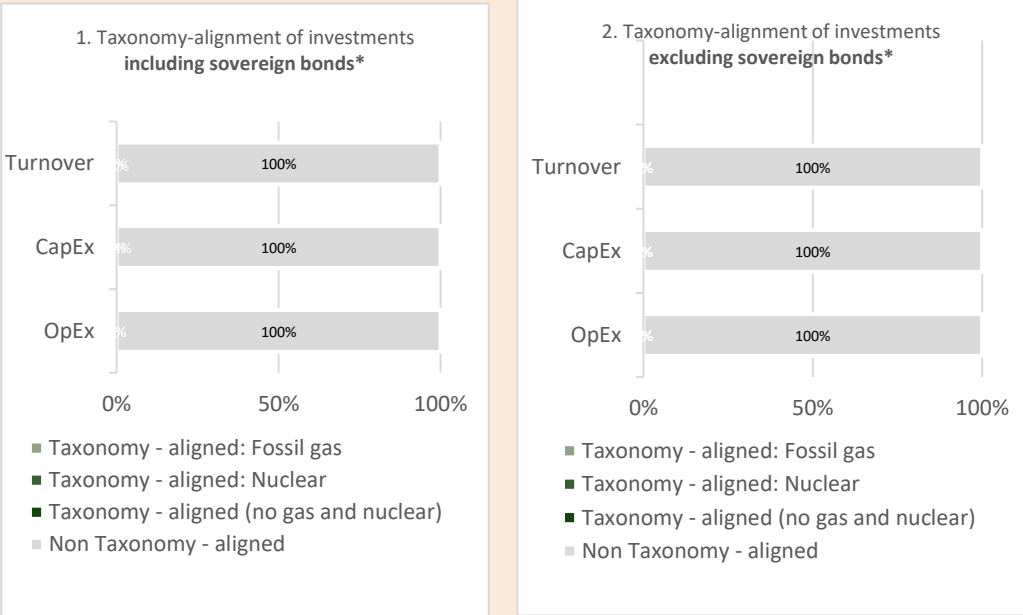 1. Taxonomy-alignment of investments
including sovereign bonds*
Turnover
100%
CapEx
100%
OpEx
100%
0% 50% 100%
Taxonomy - aligned: Fossil gas
Taxonomy - aligned: Nuclear
Taxonomy - aligned (no gas and nuclear)
Non Taxonomy - aligned
2. Taxonomy-alignment of investments
excluding sovereign bonds*
Turnover
100%
CapEx
100%
OpEx
100%
0% 50% 100%
Taxonomy - aligned: Fossil gas
Taxonomy - aligned: Nuclear
Taxonomy - aligned (no gas and nuclear)
Non Taxonomy - aligned